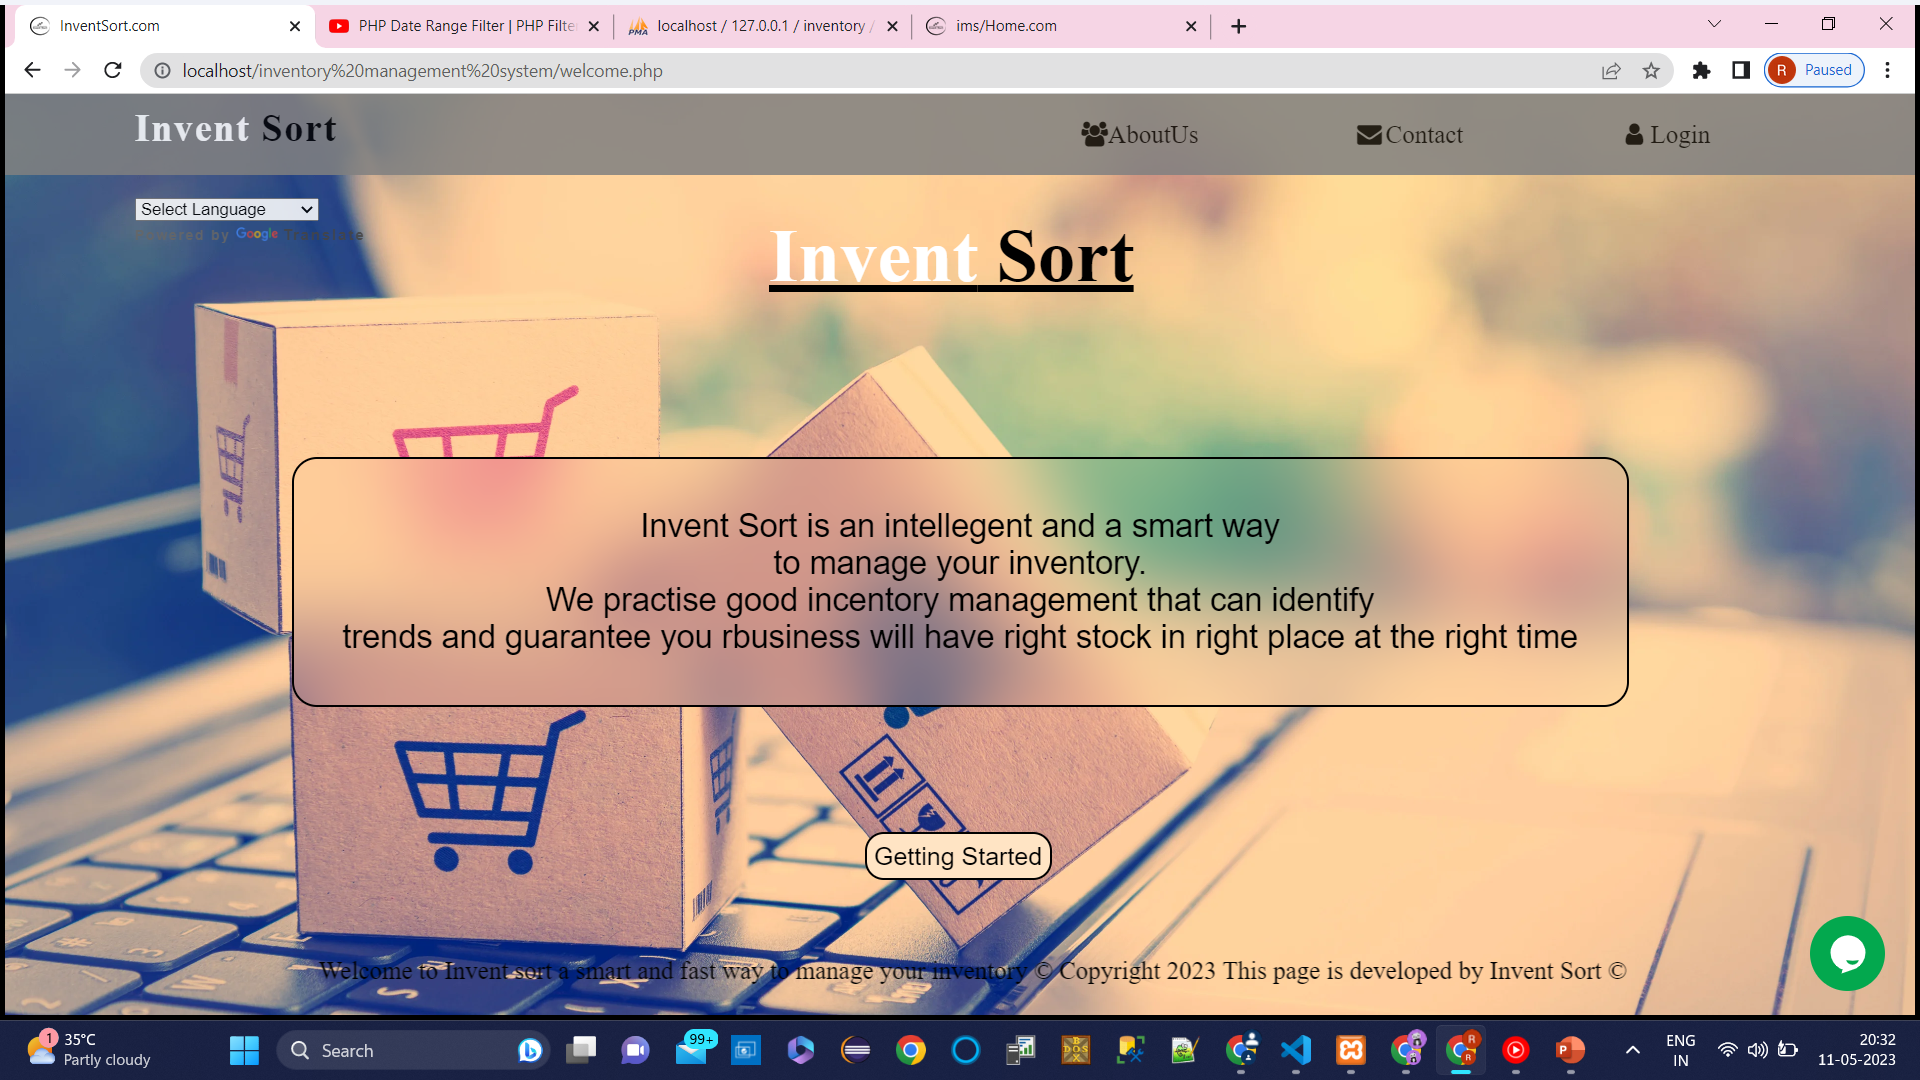 InventSort.com
PHP Date Range Filter | PHP Filte
localhost / 127.0.0.1 / inventory /
ims/Home.com
localhost/inventory%20management%20system/welcome.php
R
Paused
Invent Sort
AboutUs
Contact
Login
Select Language
Powered by Google Translate
Invent Sort
Invent Sort is an intellegent and a smart way
to manage your inventory.
We practise good incentory management that can identify
trends and guarantee you rbusiness will have right stock in right place at the right time
Getting Started
Welcome to Invent sort a smart and fast way to manage your inventory © Copyright 2023 This page is developed by Invent Sort ©
1
35°C
Partly cloudy
Search
99+
ENG
IN
20:32
11-05-2023